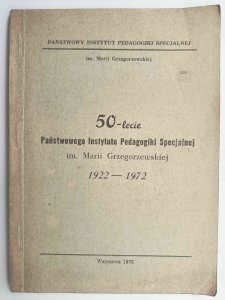 PAŃSTWOWY INSTYTUT PEDAGOGIKI SPECJALNEJ
im. Marii Grzegorzewskiej
50-lecie
Państwowego Instytutu Pedagogiki Specjalnej
im. Marii Grzegorzewskiej
1922 — 1972
Warszawa 1972